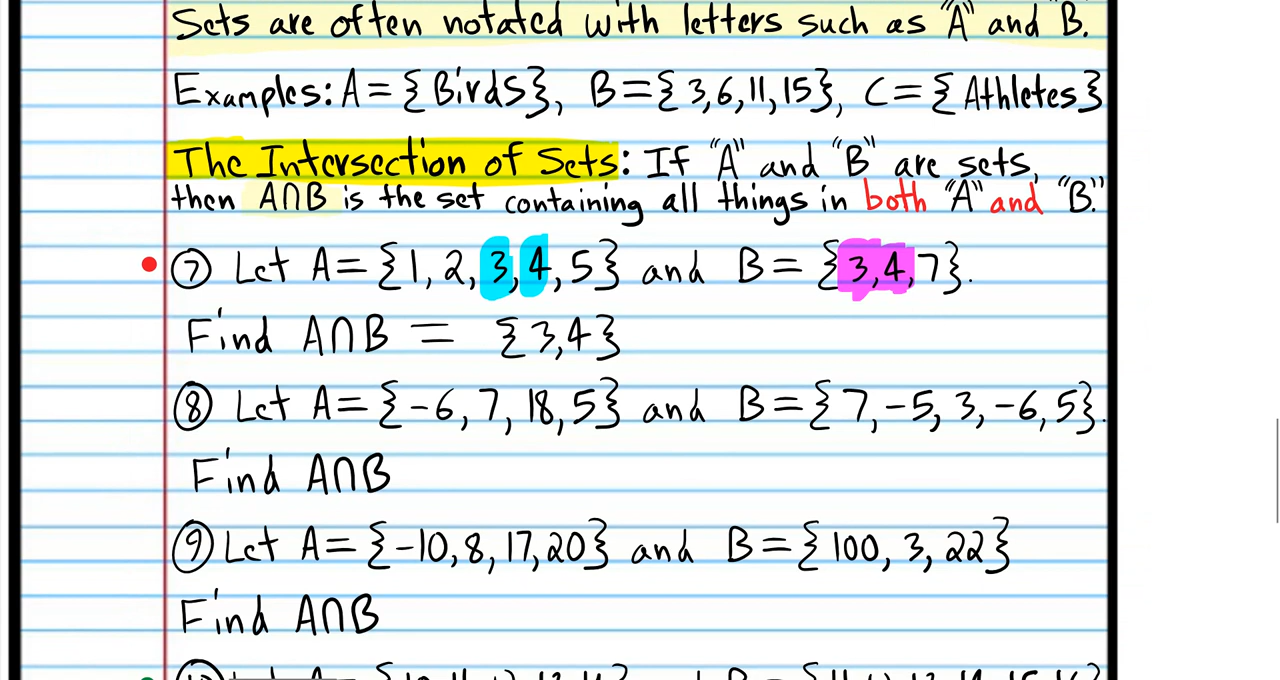 Sets are often notated with letters such as "A" and "B.
Examples: A = {Birds}, B = {3,6,11,15}, C = {Athletes}
The Intersection of Sets: If "A" and "B" are sets,
then A∩B is the set containing all things in both "A" and "B."
⑦ Let A = {1, 2, 3, 4, 5} and B = {3,4,7}.
Find A∩B = {3,4}
⑧ Let A = {-6, 7, 18, 5} and B = {7, -5, 3, -6, 5}.
Find A∩B
⑨ Let A = {-10, 8, 17, 20} and B = {100, 3, 22}
Find A∩B